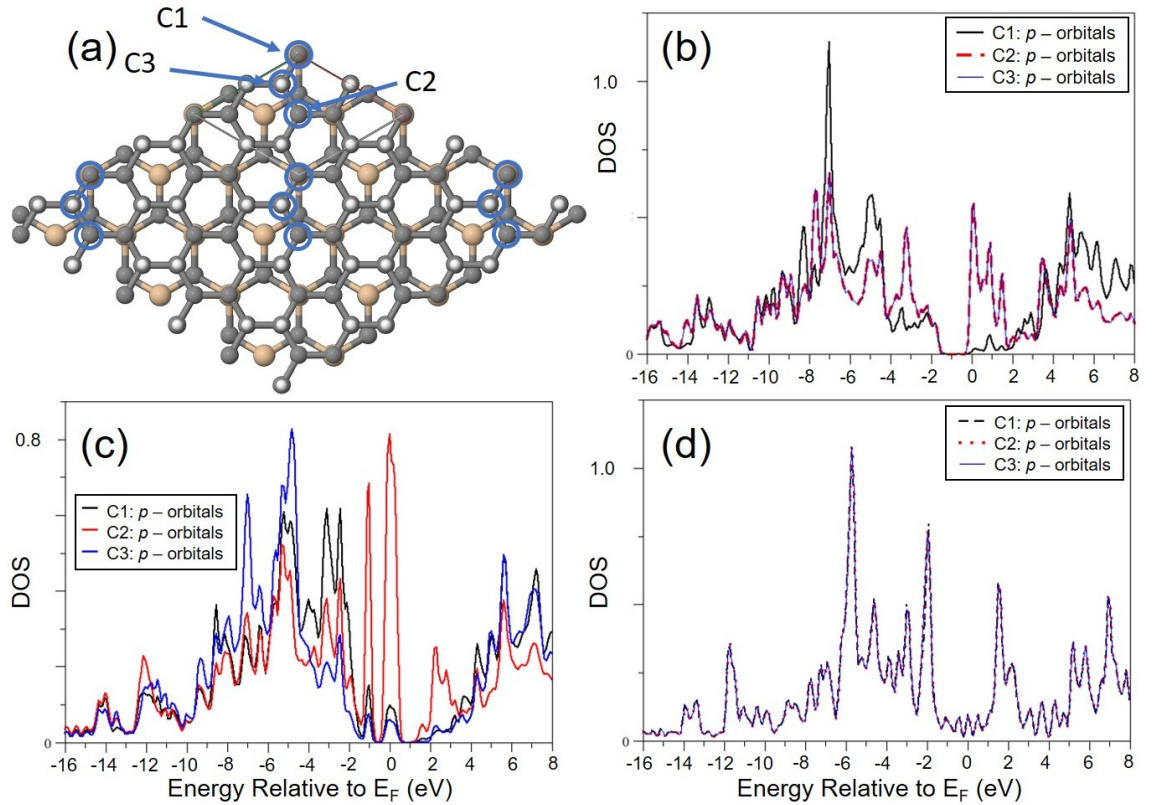 (a)
C1
C3
C2
(b)
C1: p – orbitals
C2: p – orbitals
C3: p – orbitals
1.0
DOS
0
-16 -14 -12 -10 -8 -6 -4 -2 0 2 4 6 8
(c)
0.8
C1: p – orbitals
C2: p – orbitals
C3: p – orbitals
DOS
0
-16 -14 -12 -10 -8 -6 -4 -2 0 2 4 6 8
Energy Relative to EF (eV)
(d)
C1: p – orbitals
C2: p – orbitals
C3: p – orbitals
1.0
DOS
0
-16 -14 -12 -10 -8 -6 -4 -2 0 2 4 6 8
Energy Relative to EF (eV)